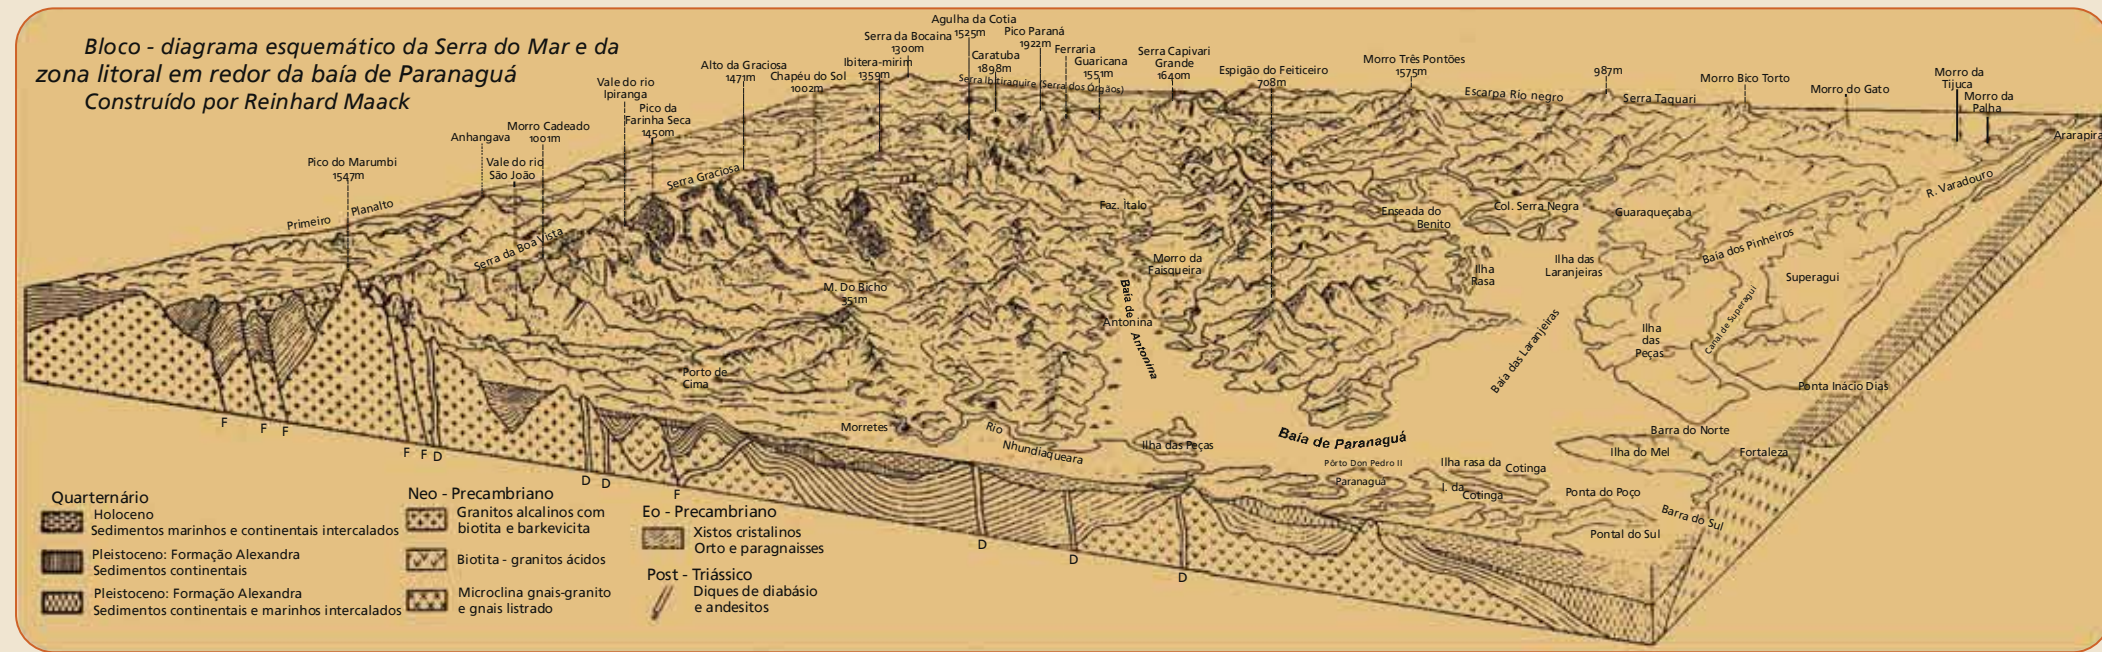 Bloco - diagrama esquemático da Serra do Mar e da
zona litoral em redor da baía de Paranaguá
Construído por Reinhard Maack
Agulha da Cotia
1525m
Serra da Bocaina
1300m
Pico Paraná
1922m
Ferraria
Caratuba
1898m
Guaricana
1551m
Serra Capivari
Grande
1640m
Ibitera-mirim
1359m
Serra Ibitiraquire (Serra dos Órgãos)
Alto da Graciosa
1471m
Chapéu do Sol
1002m
Espigão do Feiticeiro
708m
Morro Três Pontões
1575m
Escarpa Rio negro
987m
Serra Taquari
Morro Bico Torto
Morro do Gato
Morro da
Tijuca
Morro da
Palha
Ararapira
Vale do rio
Ipiranga
Pico da
Farinha Seca
1450m
Anhangava
Morro Cadeado
1001m
Vale do rio
São João
Pico do Marumbi
1547m
Primeiro Planalto
Serra da Boa Vista
Serra Graciosa
Faz. Ítalo
Enseada do
Benito
Col. Serra Negra
Guaraqueçaba
R. Varadouro
Baía dos Pinheiros
Morro da
Faisqueira
Ilha
Rasa
Ilha das
Laranjeiras
Superagui
M. Do Bicho
351m
Baía de Antonina
Antonina
Baía das Laranjeiras
Ilha
das
Peças
Canal de Superagui
Porto de
Cima
Ponta Inácio Dias
Morretes
Rio
Nhundiaqueara
Ilha das Peças
Baía de Paranaguá
Barra do Norte
Ilha do Mel
Fortaleza
Pôrto Don Pedro II
Paranaguá
Ilha rasa da Cotinga
I. da
Cotinga
Ponta do Poço
Barra do Sul
Pontal do Sul
F
F
F
F
F
D
D
D
F
D
D
D
Quarternário
Holoceno
Sedimentos marinhos e continentais intercalados
Pleistoceno: Formação Alexandra
Sedimentos continentais
Pleistoceno: Formação Alexandra
Sedimentos continentais e marinhos intercalados
Neo - Precambriano
Granitos alcalinos com
biotita e barkevicita
Biotita - granitos ácidos
Microclina gnais-granito
e gnais listrado
Eo - Precambriano
Xistos cristalinos
Orto e paragnaisses
Post - Triássico
Diques de diabásio
e andesitos